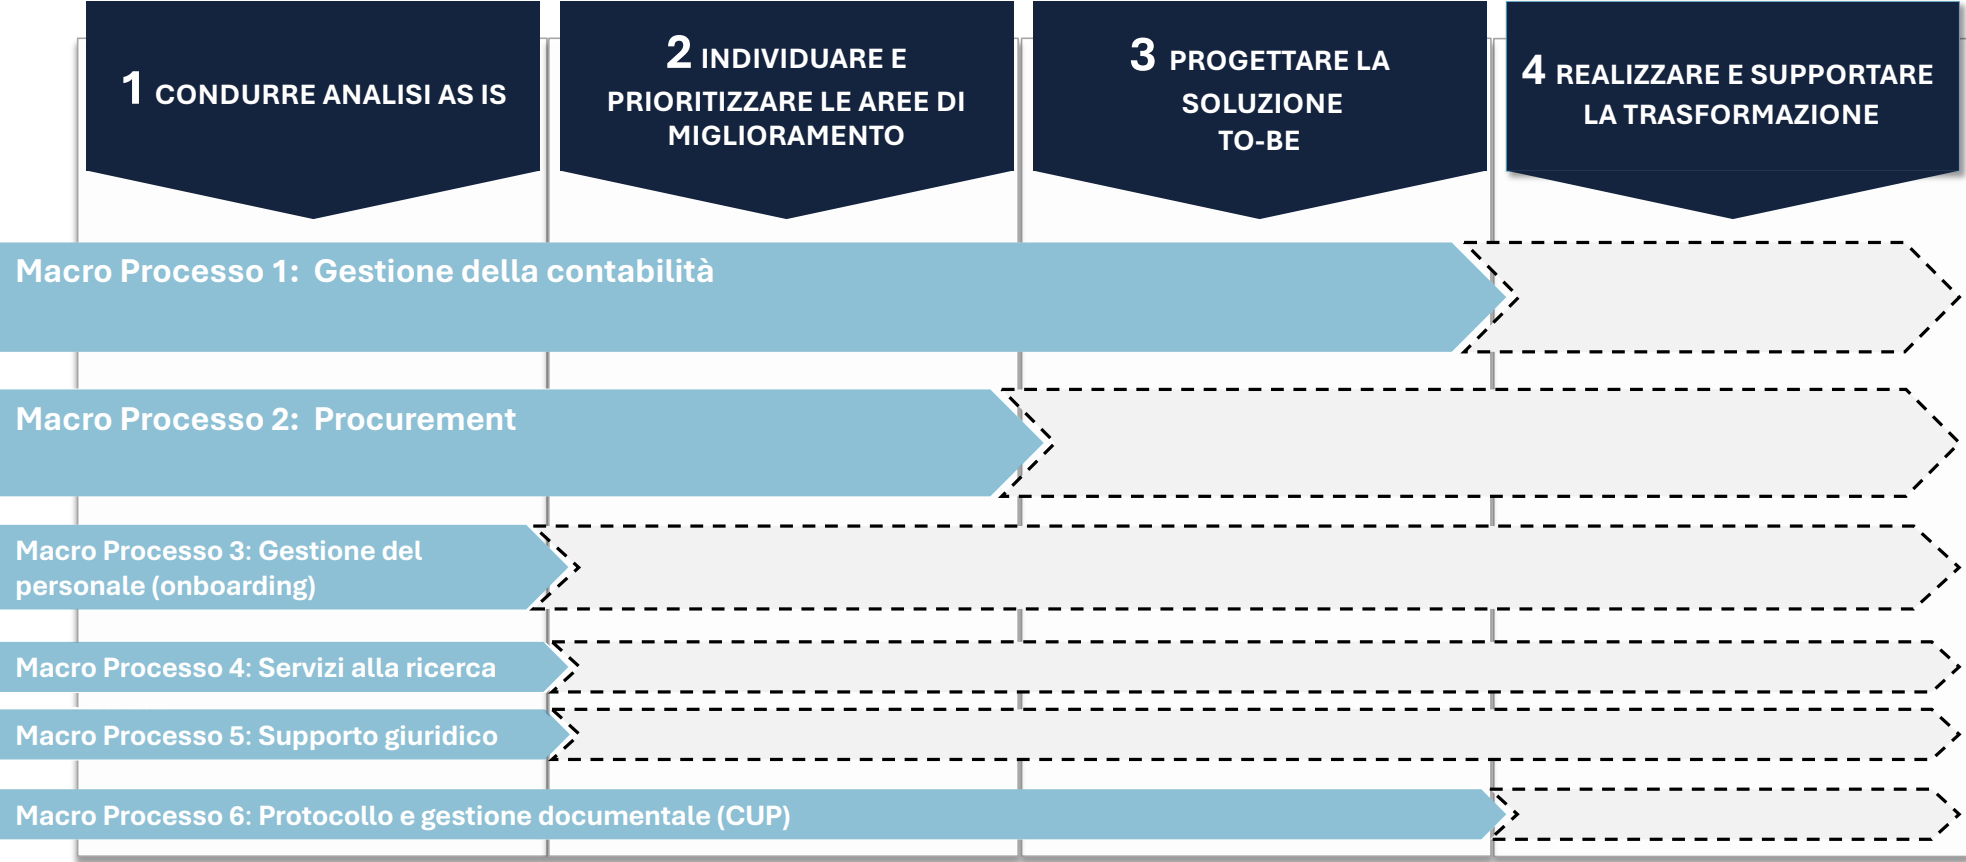 1 CONDURRE ANALISI AS IS
2 INDIVIDUARE E
PRIORITIZZARE LE AREE DI
MIGLIORAMENTO
3 PROGETTARE LA
SOLUZIONE
TO-BE
4 REALIZZARE E SUPPORTARE
LA TRASFORMAZIONE
Macro Processo 1: Gestione della contabilità
Macro Processo 2: Procurement
Macro Processo 3: Gestione del
personale (onboarding)
Macro Processo 4: Servizi alla ricerca
Macro Processo 5: Supporto giuridico
Macro Processo 6: Protocollo e gestione documentale (CUP)